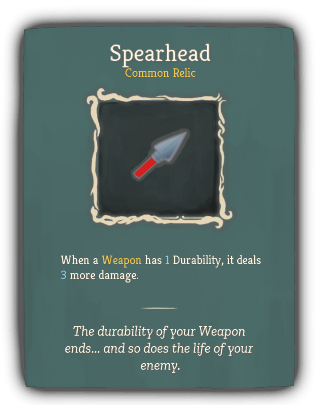 Spearhead
Common Relic
When a Weapon has 1 Durability, it deals
3 more damage.
The durability of your Weapon
ends... and so does the life of your
enemy.